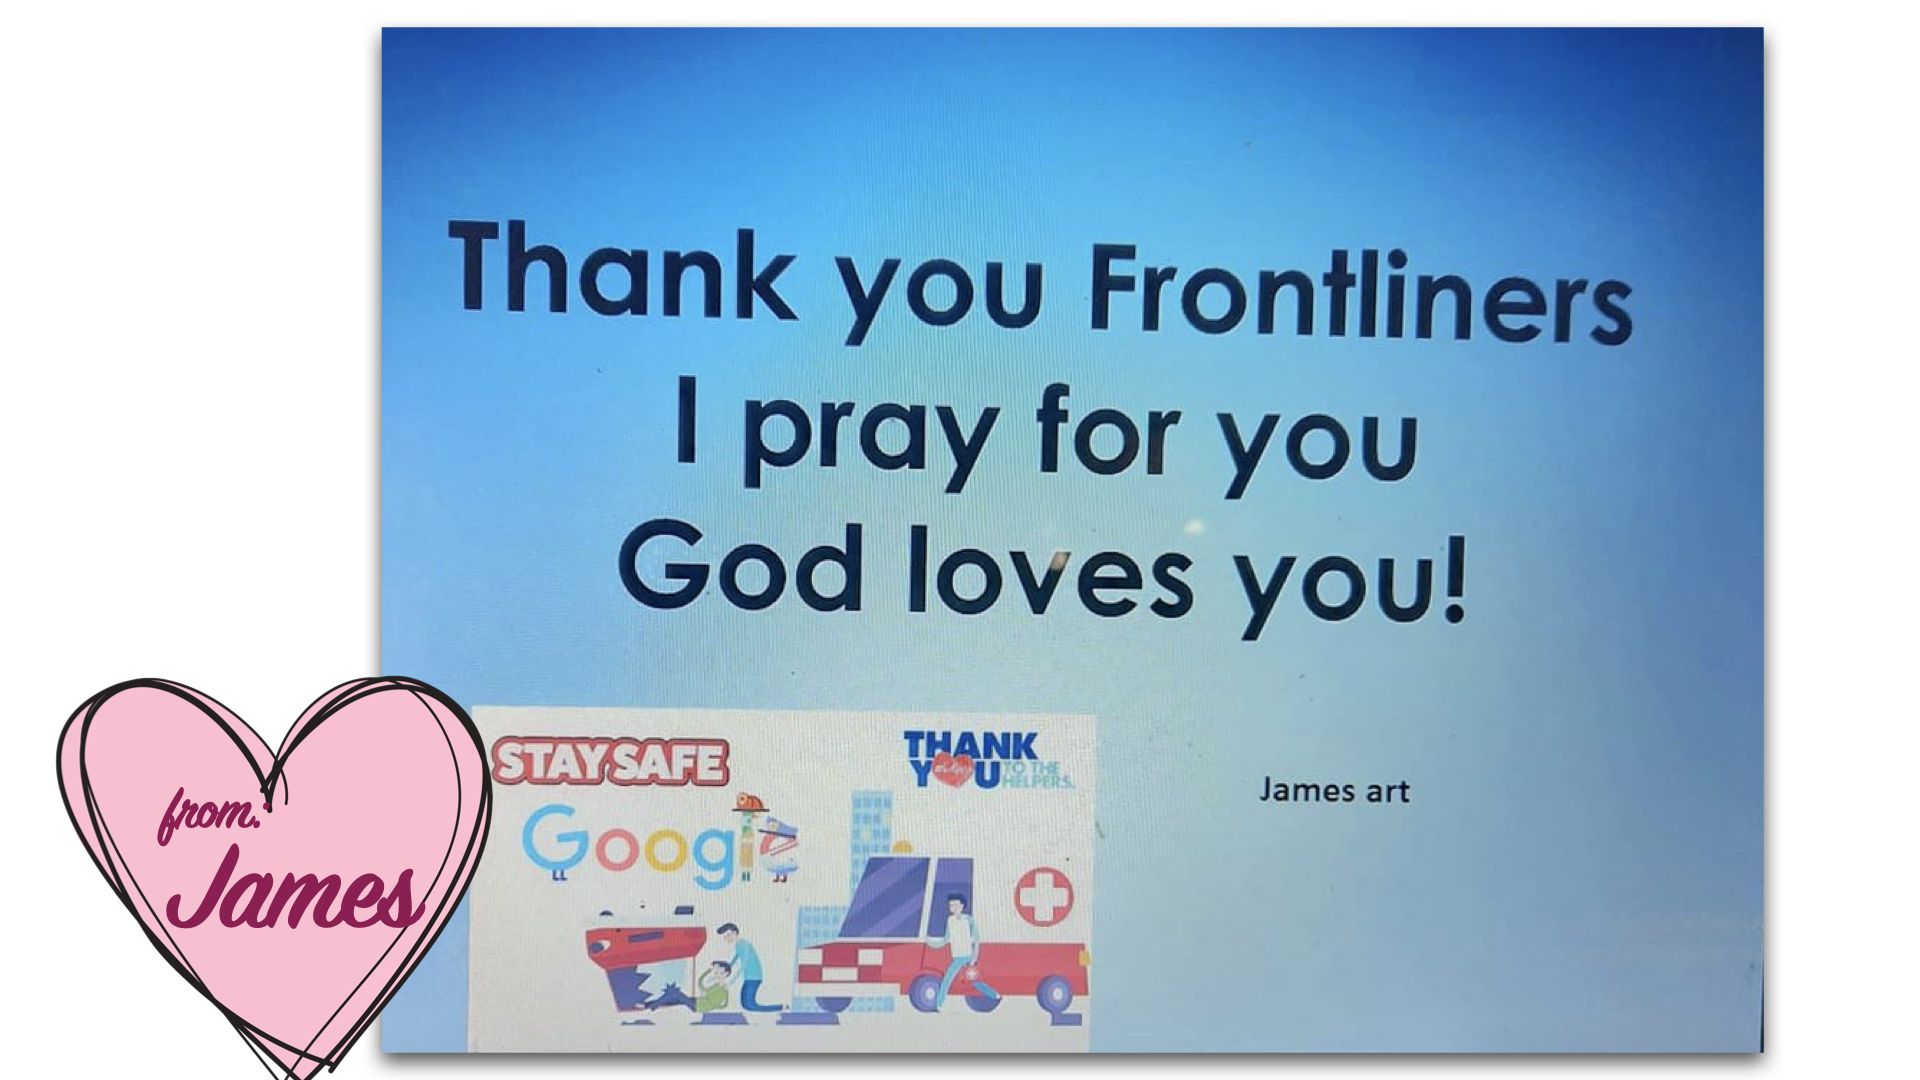 Thank you Frontliners
I pray for you
God loves you!
STAY SAFE
THANK
YOU TO THE
HELPERS.
Google
James art
from:
James